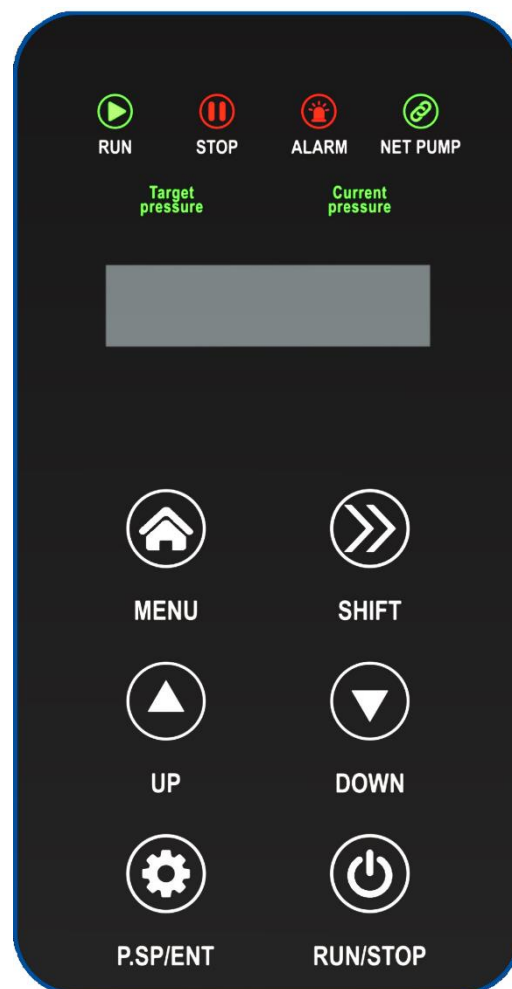 RUN STOP ALARM NET PUMP
Target pressure
Current pressure
MENU SHIFT
UP DOWN
P.SP/ENT RUN/STOP